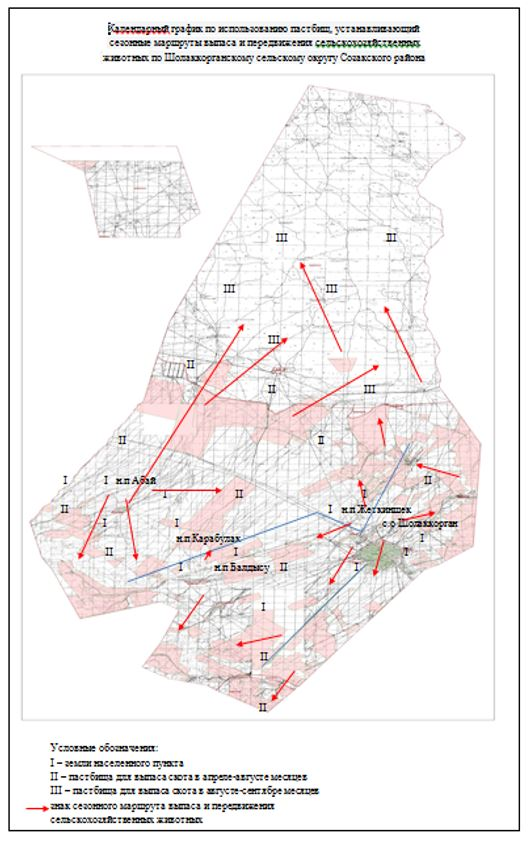 Календарный график по использованию пастбищ, устанавливающий
сезонные маршруты выпаса и передвижения сельскохозяйственных
животных по Шолаккорганскому сельскому округу Созакского района
III
III
III
III
III
II
II
III
II
II
I
I
н.п Абай
II
I
II
II
I
I
I
н.п Жеткиншек
с.о Шолаккорган
I
I
н.п Карабулак
II
I
I
I
н.п Балдысу
II
I
I
II
II
Условные обозначения:
I – земли населенного пункта
II – пастбища для выпаса скота в апреле-августе месяцев
III – пастбища для выпаса скота в августе-сентябре месяцев
знак сезонного маршрута выпаса и передвижения
сельскохозяйственных животных